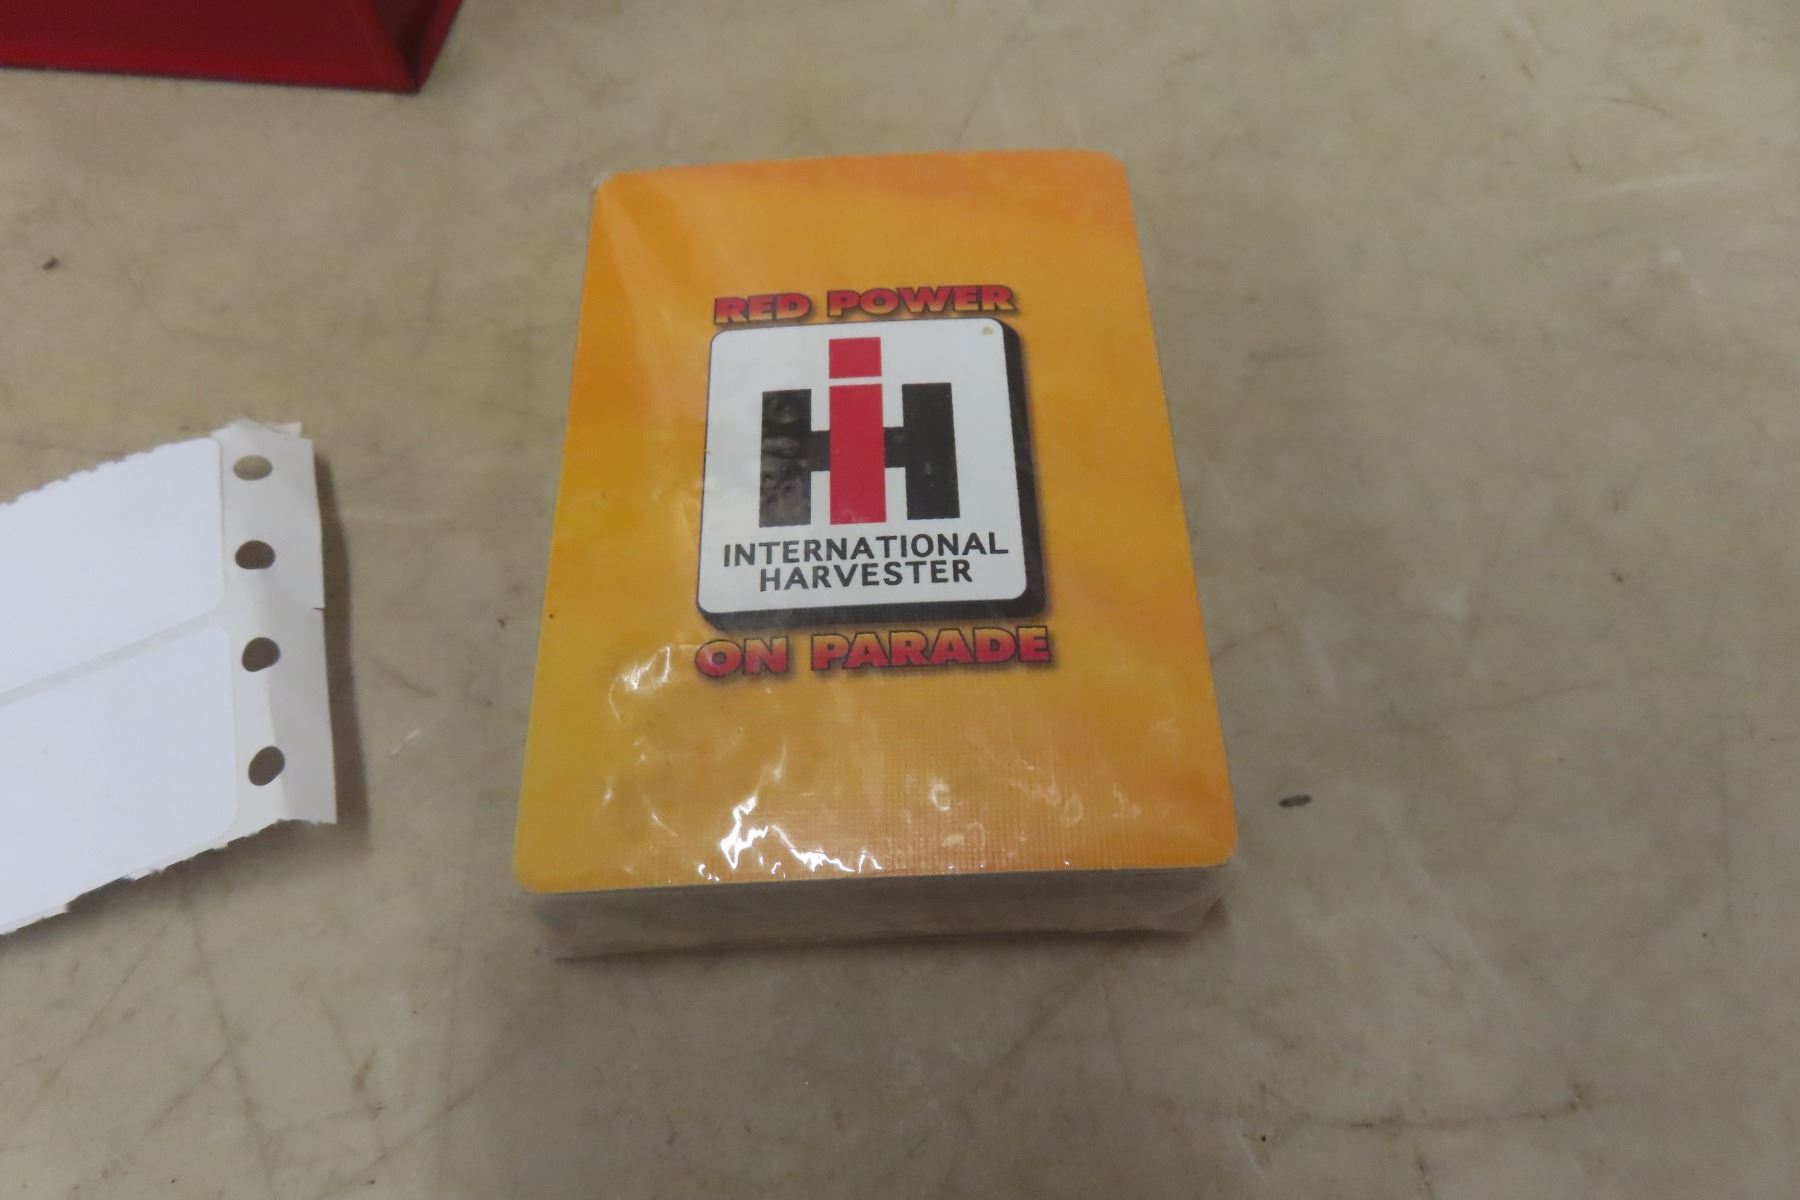 RED POWER
IH
INTERNATIONAL
HARVESTER
ON PARADE